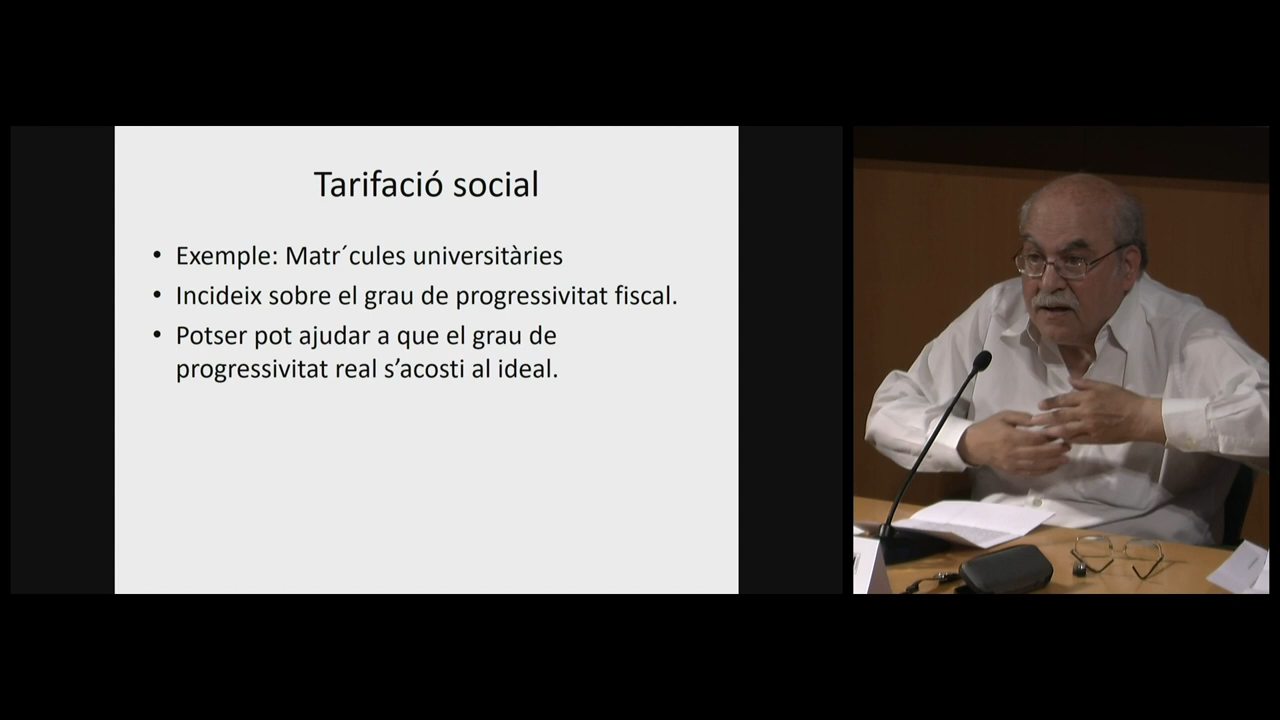 Tarifació social
• Exemple: Matr´cules universitàries
• Incideix sobre el grau de progressivitat fiscal.
• Potser pot ajudar a que el grau de
progressivitat real s’acosti al ideal.